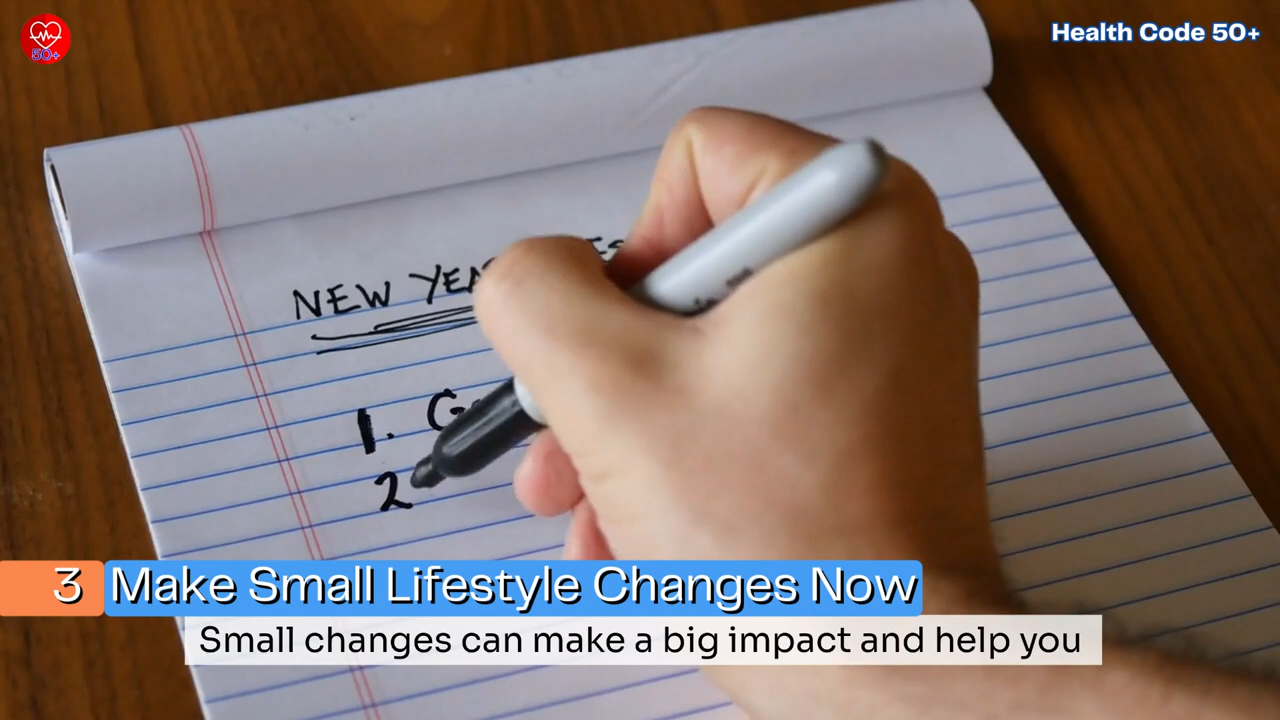 50+
Health Code 50+
NEW
1.
2
3
Make Small Lifestyle Changes Now
Small changes can make a big impact and help you